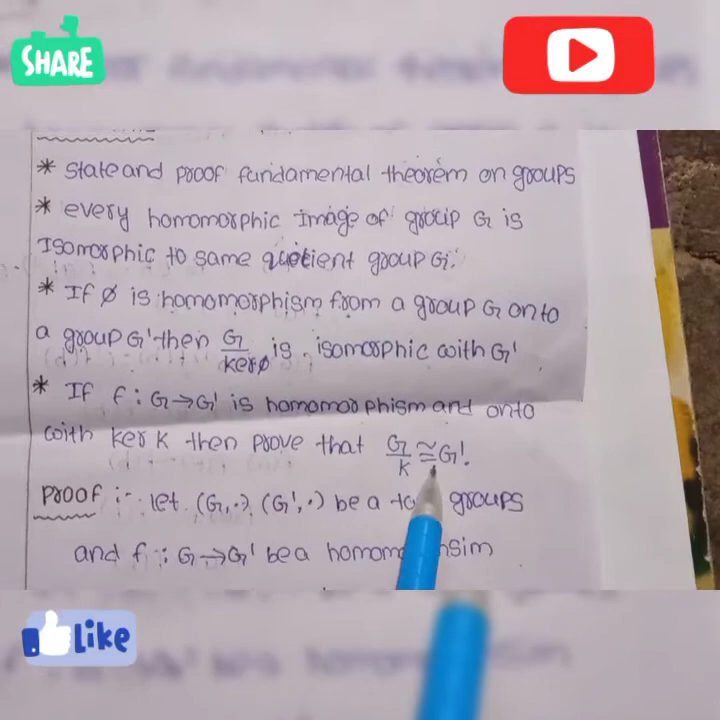 SHARE
* State and proof fundamental theorem on groups
* every homomorphic Image of group G is
Isomorphic to same quotient group G.
* If ø is homomorphism from a group G onto
a group G' then G/kerø is isomorphic with G'
* If f : G→G' is homomorphism and onto
with ker K then prove that G/K ≅ G'.
Proof :- let (G,.) (G',.) be a groups
and f : G→G' be a
Like